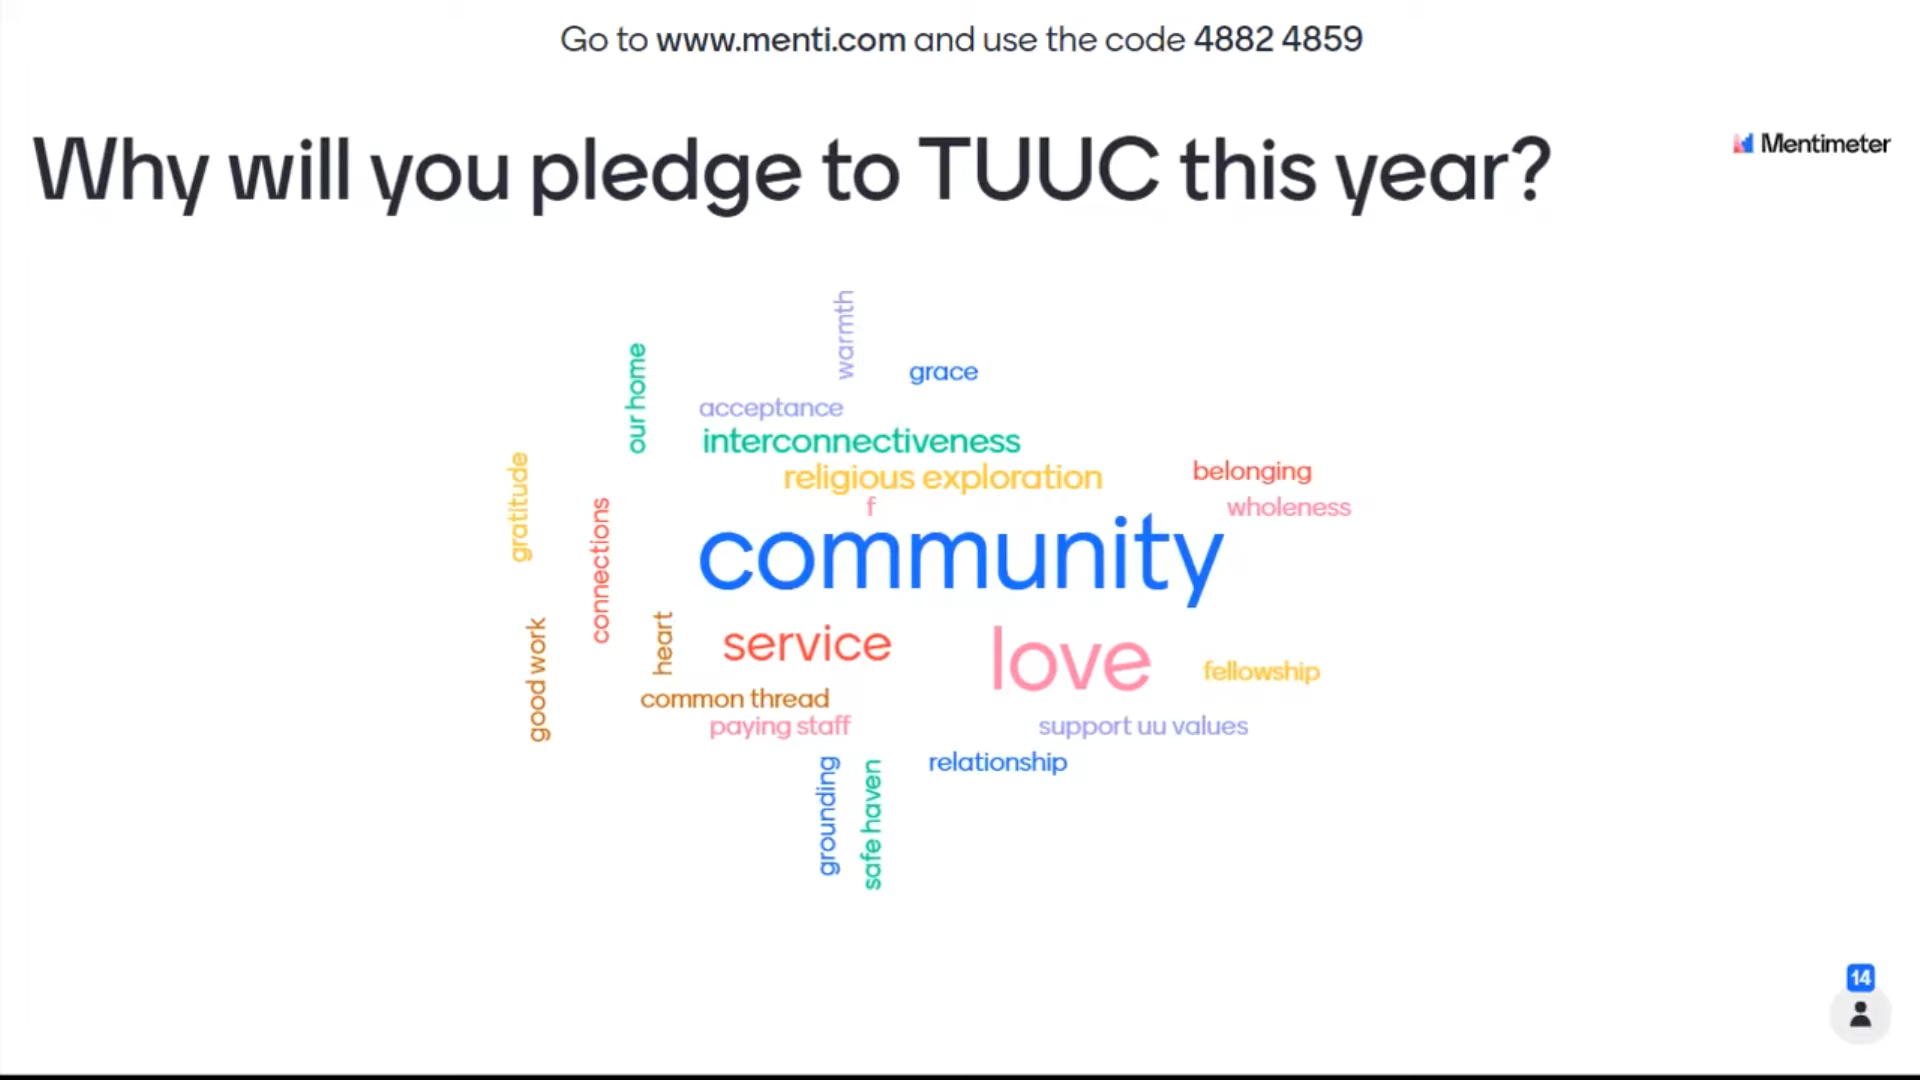 Go to www.menti.com and use the code 4882 4859
Why will you pledge to TUUC this year?
Mentimeter
warmth
our home
grace
acceptance
interconnectiveness
gratitude
religious exploration
belonging
connections
f
wholeness
community
good work
heart
service
love
fellowship
common thread
paying staff
support uu values
grounding
safe haven
relationship
14